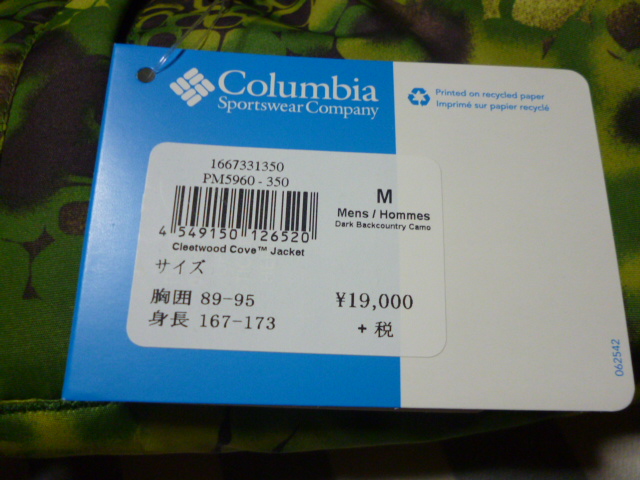 Columbia
Sportswear Company
Printed on recycled paper
Imprimé sur papier recyclé
1667331350
PM5960 - 350
4 549150 126520
Cleetwood Cove™ Jacket
M
Mens / Hommes
Dark Backcountry Camo
サイズ
胸囲 89-95
身長 167-173
¥19,000
+ 税
062542